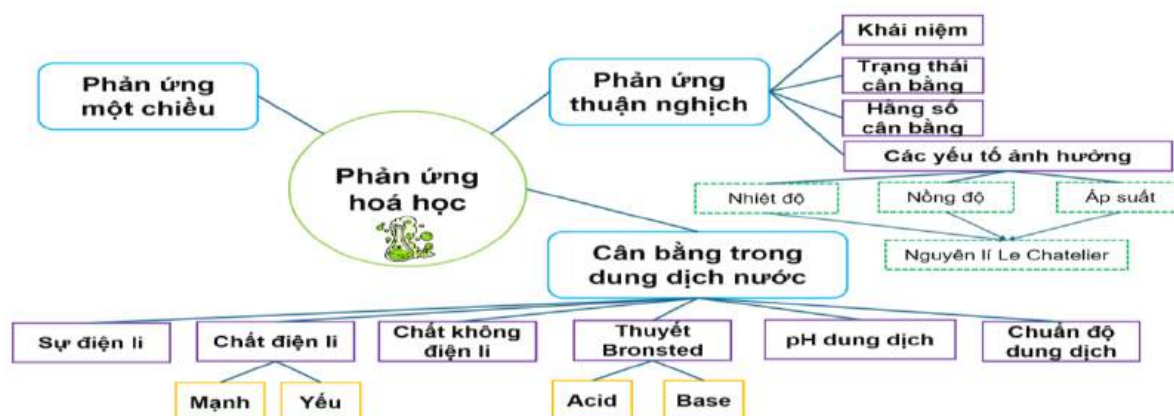 Phản ứng
một chiều
Phản ứng
hoá học
Phản ứng
thuận nghịch
Khái niệm
Trạng thái
cân bằng
Hằng số
cân bằng
Các yếu tố ảnh hưởng
Nhiệt độ
Nồng độ
Áp suất
Nguyên lí Le Chatelier
Cân bằng trong
dung dịch nước
Sự điện li
Chất điện li
Mạnh
Yếu
Chất không
điện li
Thuyết
Bronsted
Acid
Base
pH dung dịch
Chuẩn độ
dung dịch